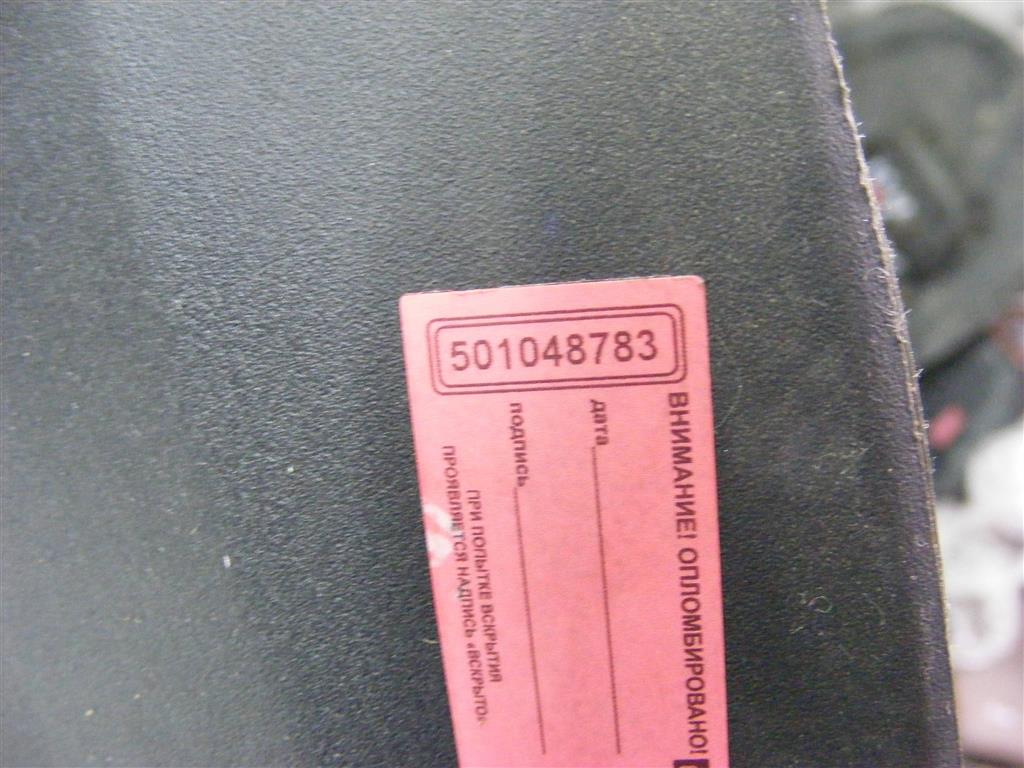 501048783
ВНИМАНИЕ! ОПЛОМБИРОВАНО!
дата
подпись
ПРИ ПОПЫТКЕ ВСКРЫТИЯ
ПРОЯВЛЯЕТСЯ НАДПИСЬ «ВСКРЫТО»